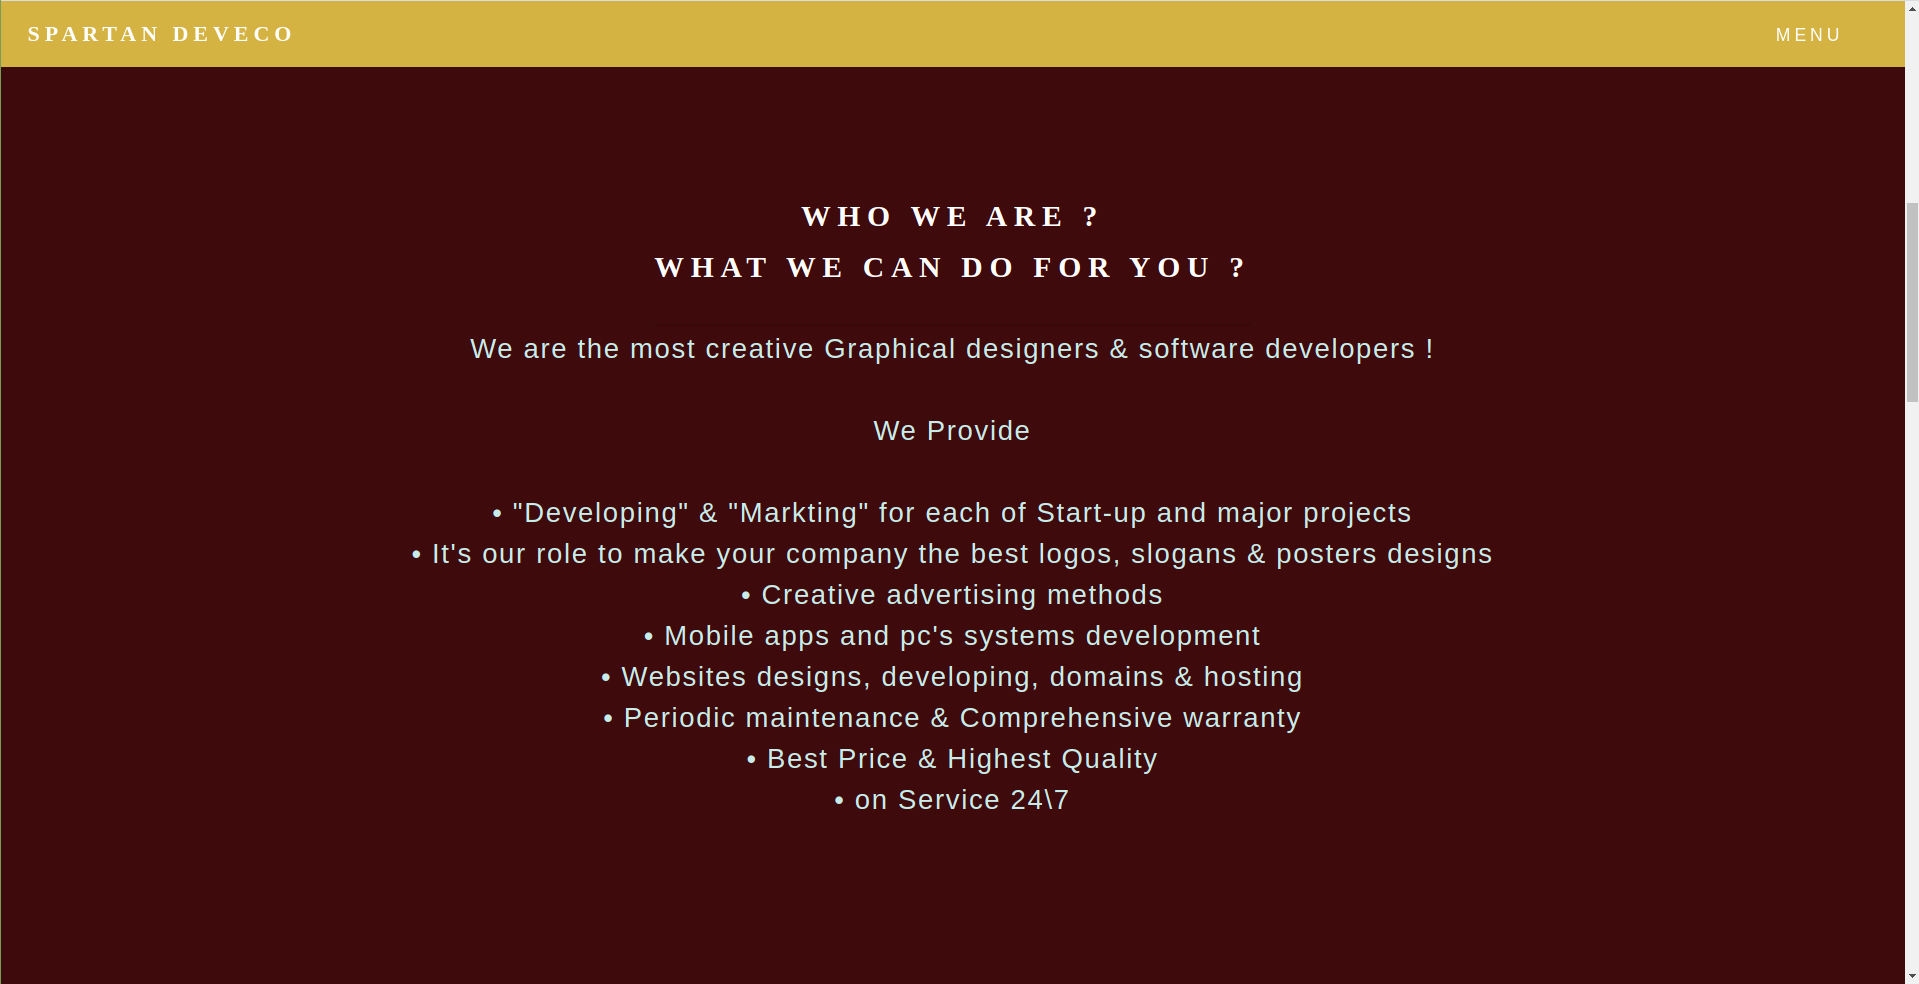 SPARTAN DEVECO
MENU
WHO WE ARE ?
WHAT WE CAN DO FOR YOU ?
We are the most creative Graphical designers & software developers !
We Provide
• "Developing" & "Markting" for each of Start-up and major projects
• It's our role to make your company the best logos, slogans & posters designs
• Creative advertising methods
• Mobile apps and pc's systems development
• Websites designs, developing, domains & hosting
• Periodic maintenance & Comprehensive warranty
• Best Price & Highest Quality
• on Service 24\7